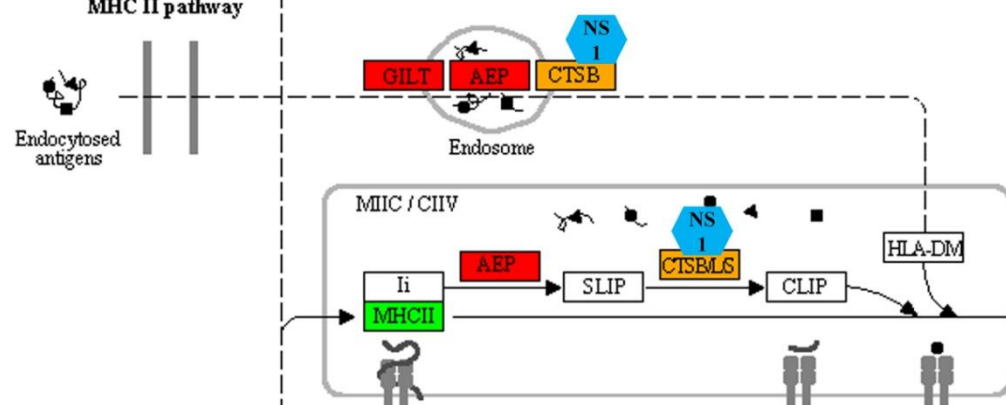 MHC II pathway
NS
1
GILT
AEP
CTSB
Endocytosed
antigens
Endosome
MIIC / CIIV
NS
1
HLA-DM
AEP
CTSB/L/S
Ii
SLIP
CLIP
MHCII